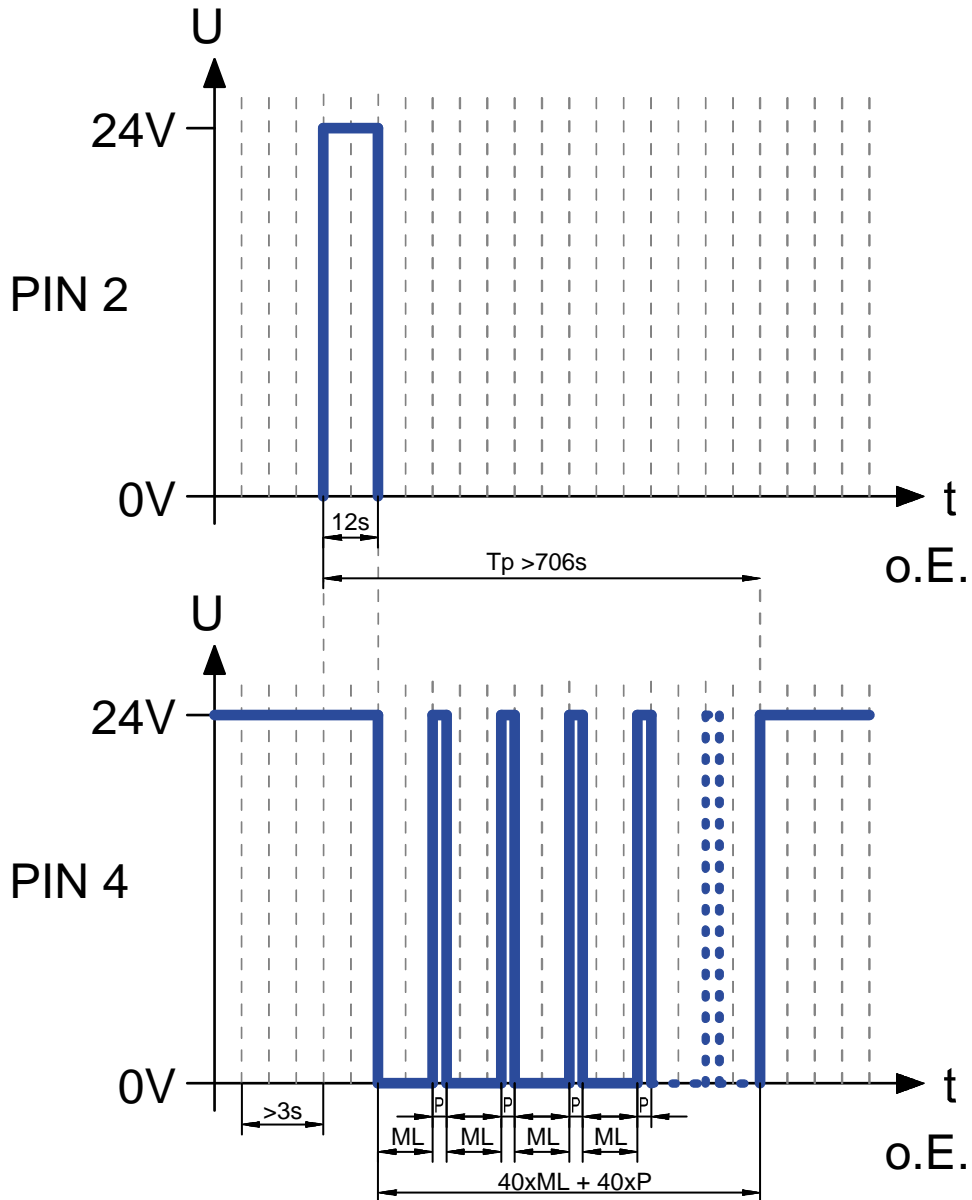 U
24V
PIN 2
0V
t
12s
Tp >706s
o.E.
U
24V
PIN 4
0V
t
>3s
P P P P
ML ML ML ML
o.E.
40xML + 40xP